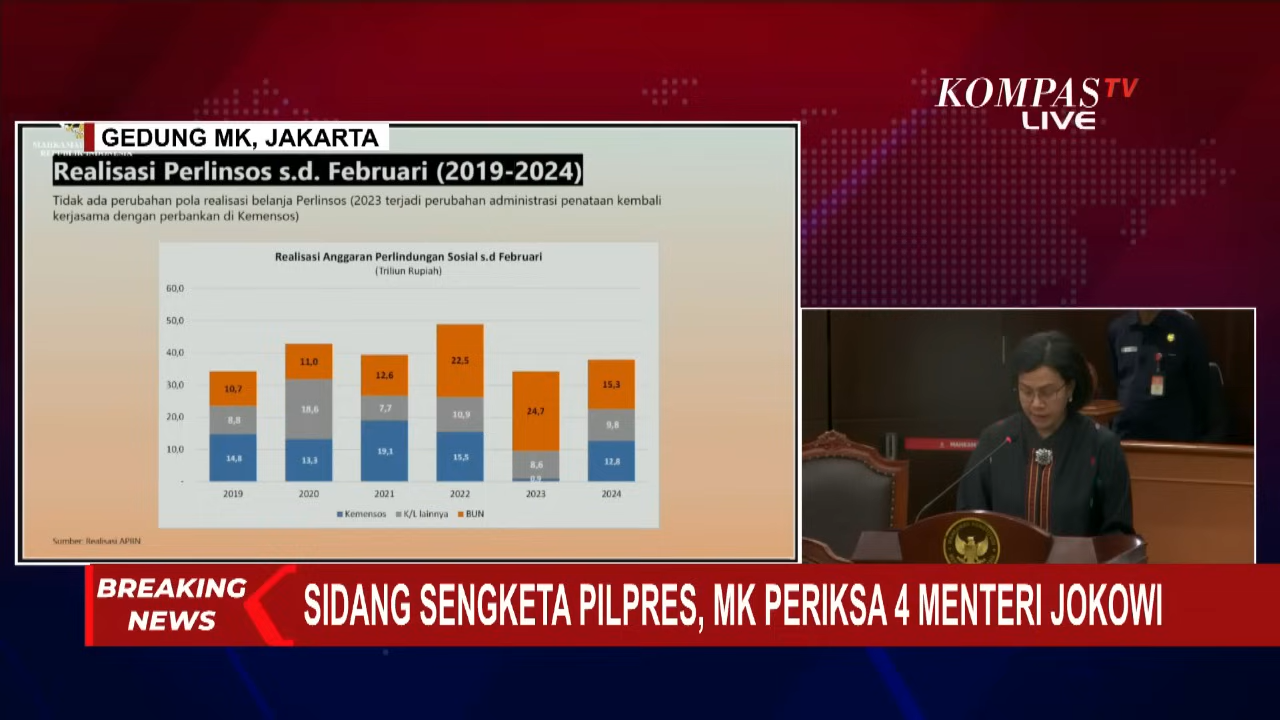 KOMPAS TV
LIVE
GEDUNG MK, JAKARTA
REPUBLIK INDONESIA
Realisasi Perlinsos s.d. Februari (2019-2024)
Tidak ada perubahan pola realisasi belanja Perlinsos (2023 terjadi perubahan administrasi penataan kembali
kerjasama dengan perbankan di Kemensos)
Realisasi Anggaran Perlindungan Sosial s.d Februari
(Triliun Rupiah)
60,0
50,0
40,0
30,0
20,0
10,0
-
10,7
8,8
14,8
11,0
18,6
13,3
12,6
7,7
19,1
22,5
10,9
15,5
24,7
8,6
0,9
15,3
9,8
12,8
2019 2020 2021 2022 2023 2024
Kemensos K/L lainnya BUN
Sumber: Realisasi APBN
BREAKING
NEWS
SIDANG SENGKETA PILPRES, MK PERIKSA 4 MENTERI JOKOWI